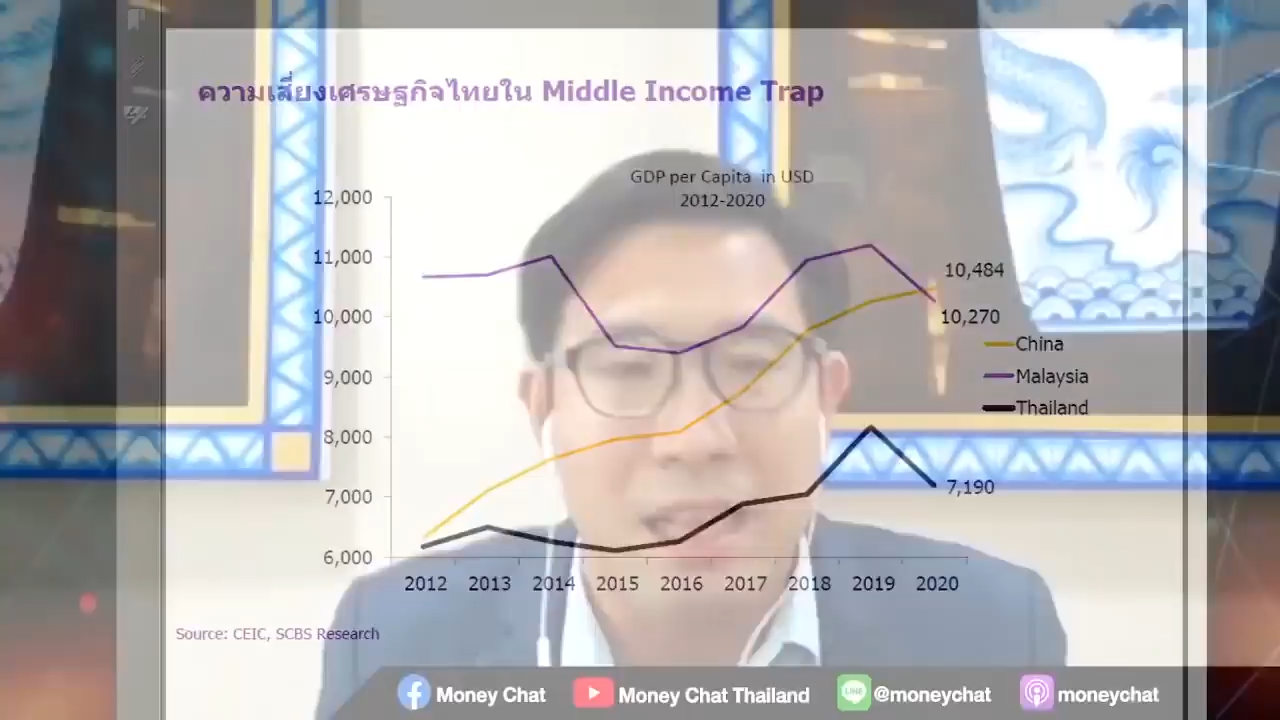 ความเสี่ยงเศรษฐกิจไทยใน Middle Income Trap
GDP per Capita in USD
2012-2020
12,000
11,000
10,000
9,000
8,000
7,000
6,000
10,484
10,270
China
Malaysia
Thailand
7,190
2012 2013 2014 2015 2016 2017 2018 2019 2020
Source: CEIC, SCBS Research
Money Chat Money Chat Thailand LINE @moneychat moneychat